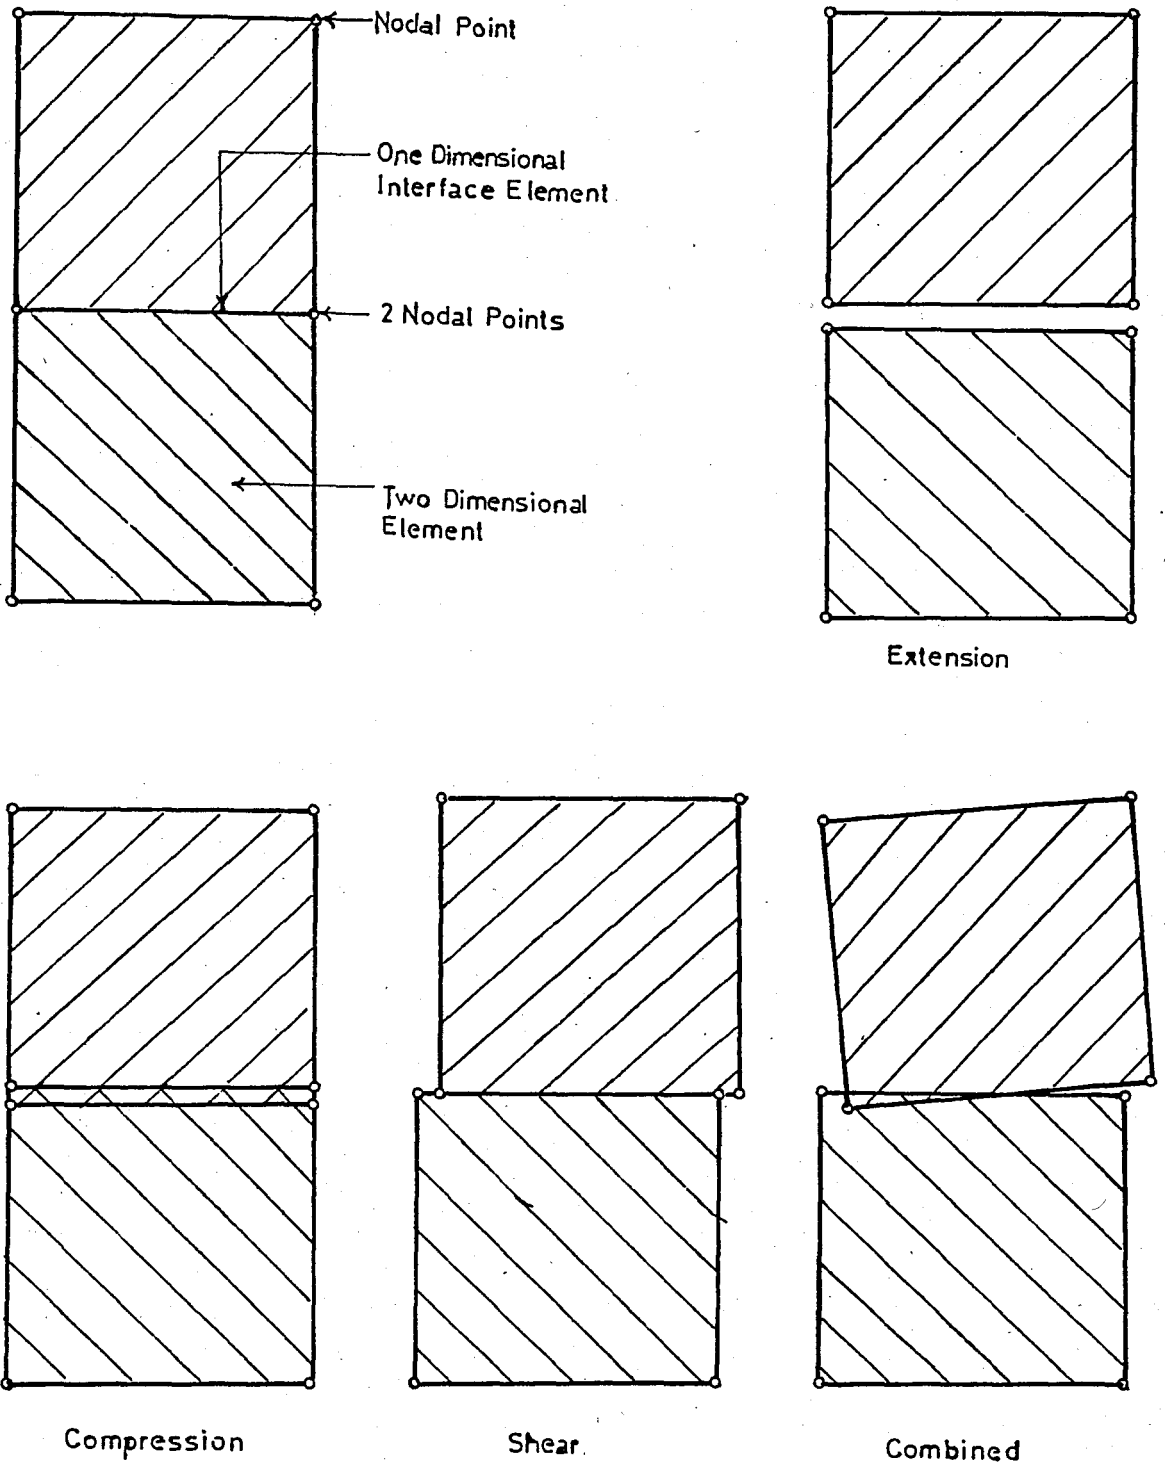 Nodal Point
One Dimensional
Interface Element
2 Nodal Points
Two Dimensional
Element
Extension
Compression
Shear.
Combined